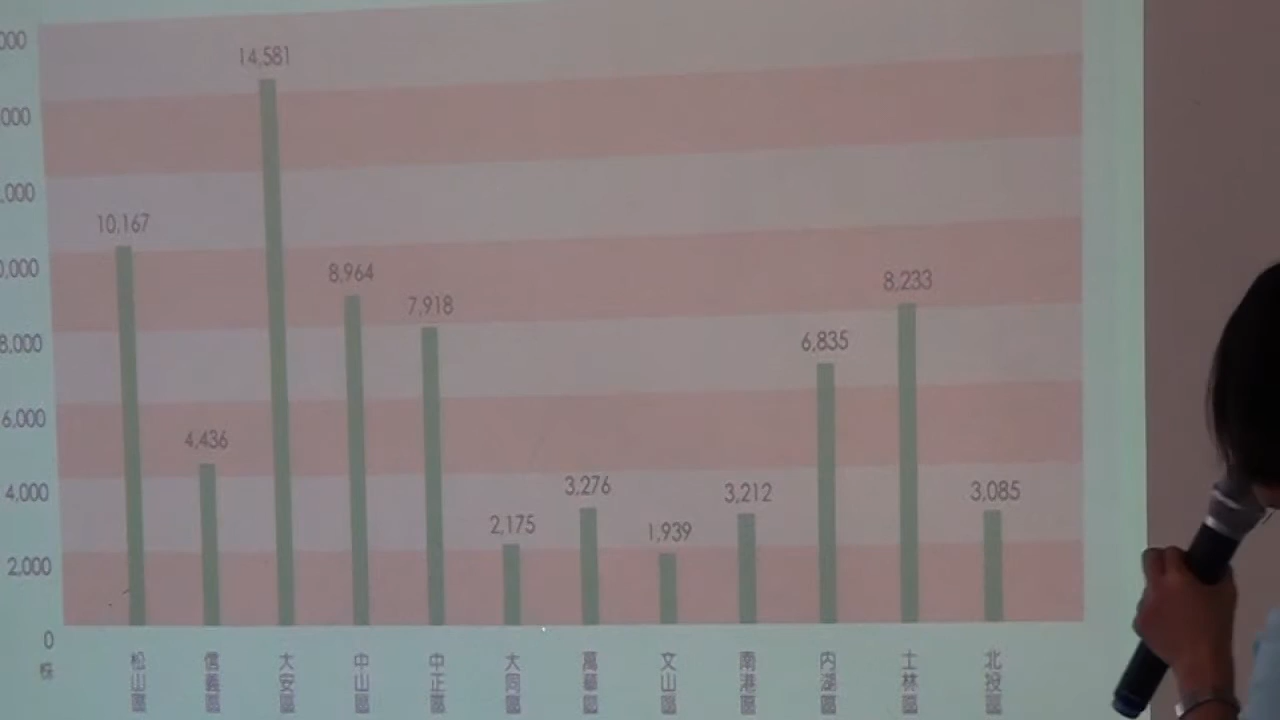 000
14,581
000
,000
10,167
0,000
8,964
8,233
7,918
8,000
6,835
6,000
4,436
4,000
3,276
3,212
3,085
2,175
1,939
2,000
0
株
松山區
信義區
大安區
中山區
中正區
大同區
萬華區
文山區
南港區
内湖區
士林區
北投區